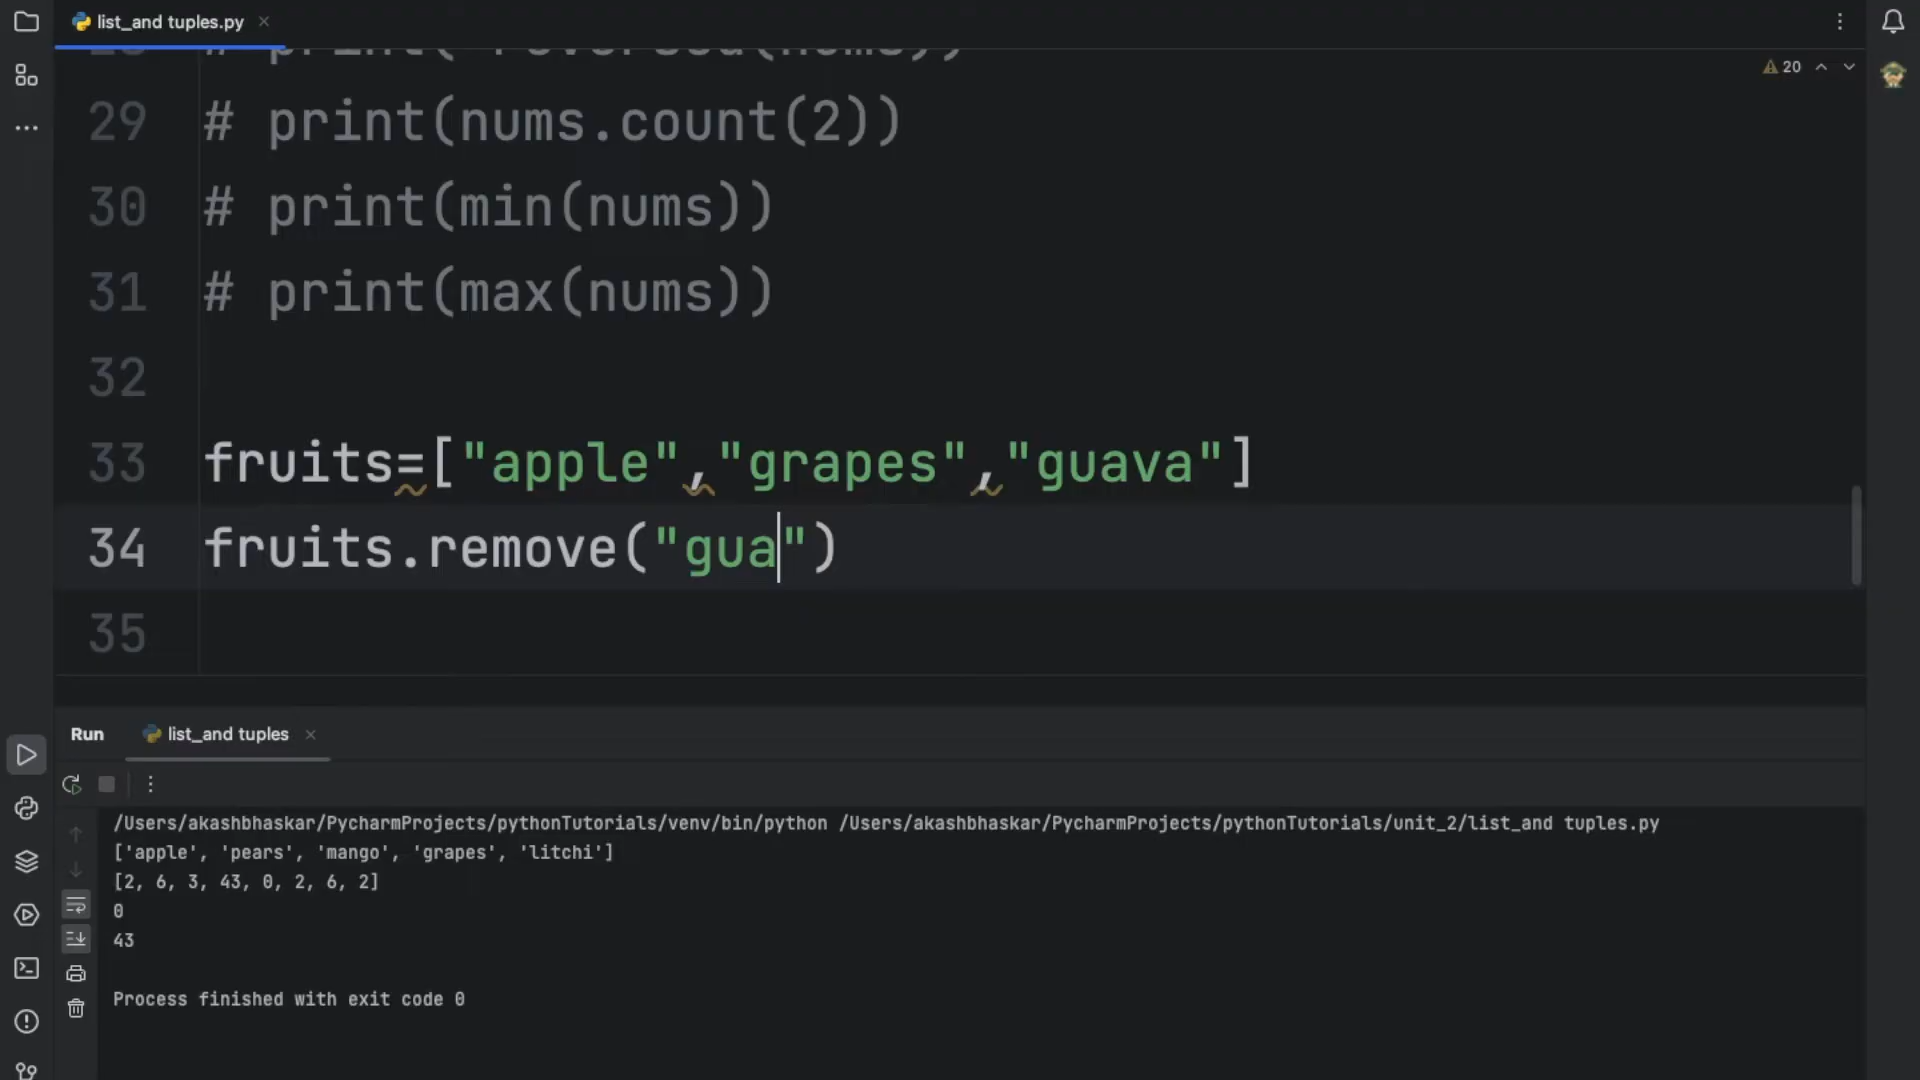 list_and tuples.py
20
29 # print(nums.count(2))
30 # print(min(nums))
31 # print(max(nums))
32
33 fruits=["apple","grapes","guava"]
34 fruits.remove("gua")
35
Run list_and tuples
/Users/akashbhaskar/PycharmProjects/pythonTutorials/venv/bin/python /Users/akashbhaskar/PycharmProjects/pythonTutorials/unit_2/list_and tuples.py
['apple', 'pears', 'mango', 'grapes', 'litchi']
[2, 6, 3, 43, 0, 2, 6, 2]
0
43
Process finished with exit code 0